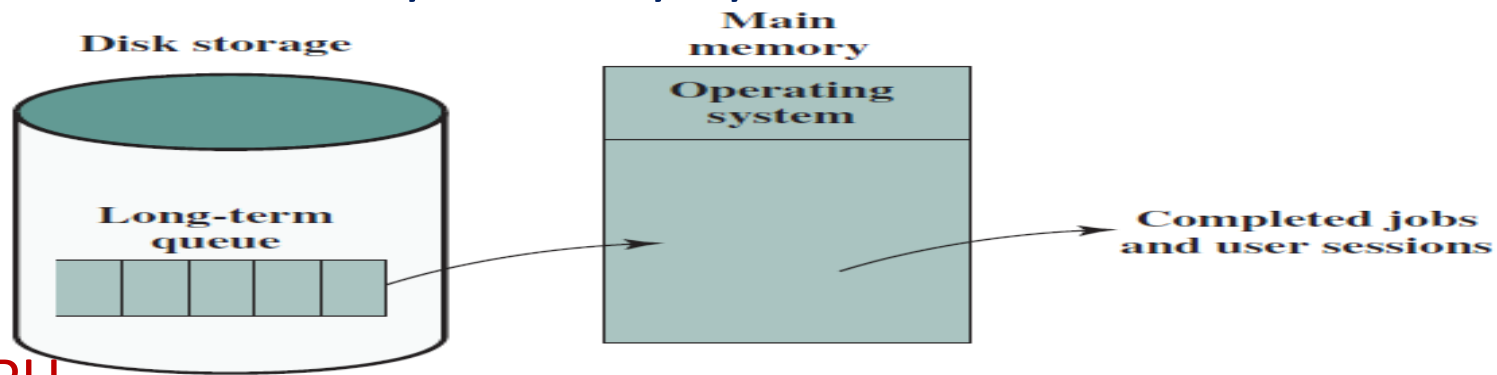 Main
memory
Disk storage
Operating
system
Long-term
queue
Completed jobs
and user sessions